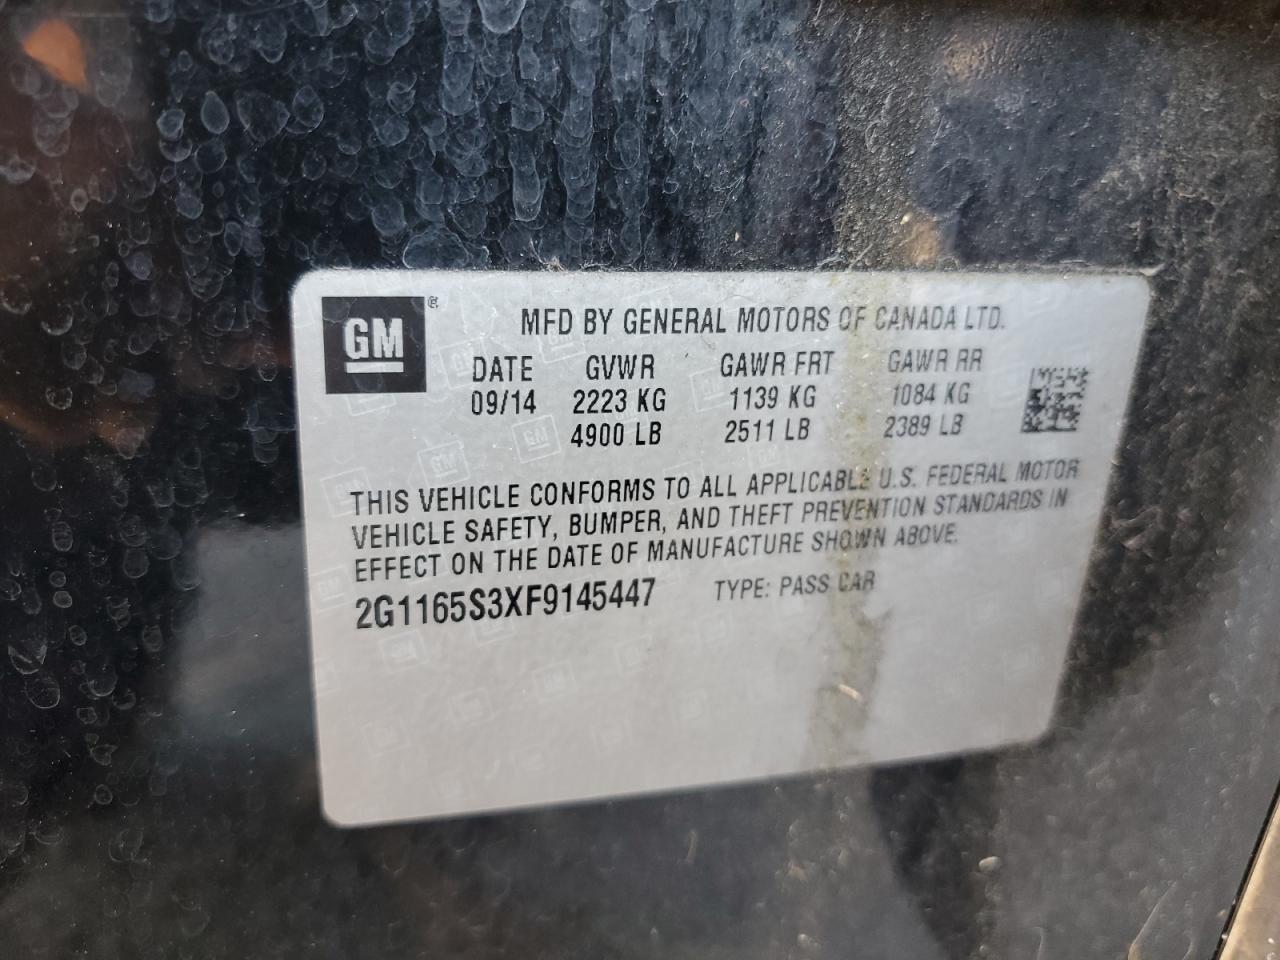 GM®
MFD BY GENERAL MOTORS OF CANADA LTD.
DATE GVWR GAWR FRT GAWR RR
09/14 2223 KG 1139 KG 1084 KG
4900 LB 2511 LB 2389 LB
THIS VEHICLE CONFORMS TO ALL APPLICABLE U.S. FEDERAL MOTOR
VEHICLE SAFETY, BUMPER, AND THEFT PREVENTION STANDARDS IN
EFFECT ON THE DATE OF MANUFACTURE SHOWN ABOVE.
2G1165S3XF9145447 TYPE: PASS CAR